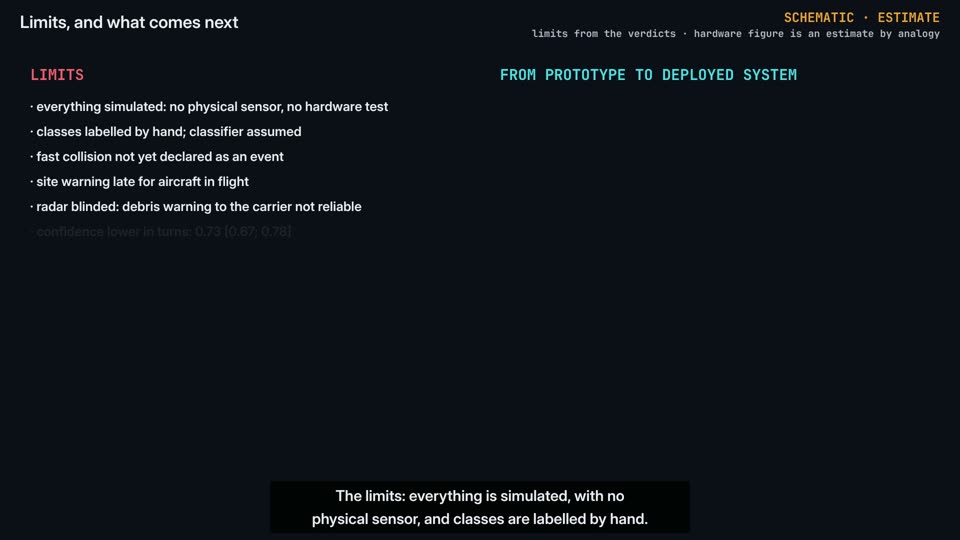 Limits, and what comes next
SCHEMATIC · ESTIMATE
limits from the verdicts · hardware figure is an estimate by analogy
LIMITS
FROM PROTOTYPE TO DEPLOYED SYSTEM
· everything simulated: no physical sensor, no hardware test
· classes labelled by hand; classifier assumed
· fast collision not yet declared as an event
· site warning late for aircraft in flight
· radar blinded: debris warning to the carrier not reliable
· confidence lower in turns: 0.73 [0.67; 0.78]
The limits: everything is simulated, with no
physical sensor, and classes are labelled by hand.